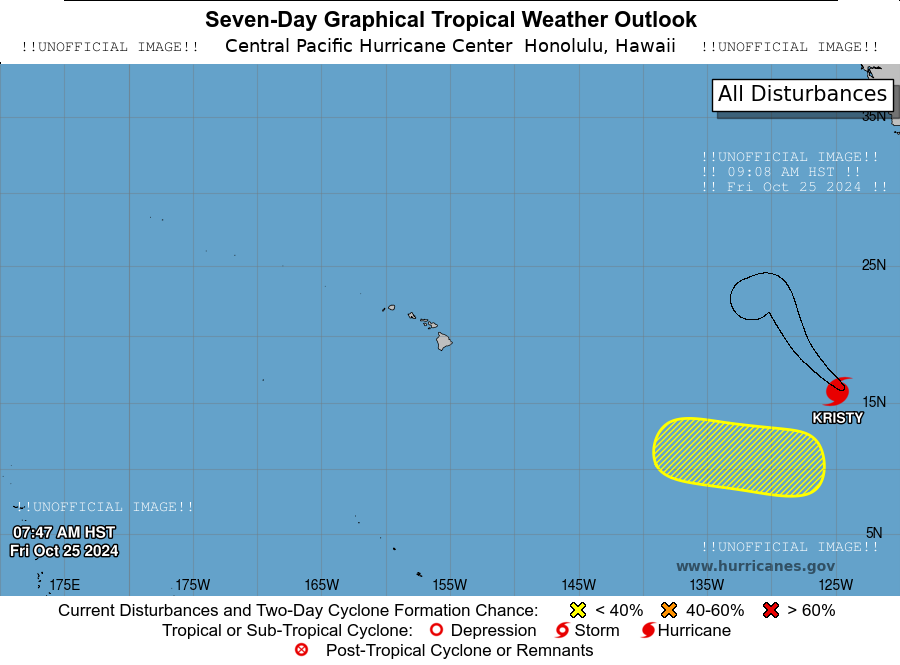 Seven-Day Graphical Tropical Weather Outlook
!!UNOFFICIAL IMAGE!! Central Pacific Hurricane Center Honolulu, Hawaii !!UNOFFICIAL IMAGE!!
All Disturbances
35N
!!UNOFFICIAL IMAGE!!
!! 09:08 AM HST !!
!! Fri Oct 25 2024 !!
25N
15N
KRISTY
!!UNOFFICIAL IMAGE!!
07:47 AM HST
Fri Oct 25 2024
5N
!!UNOFFICIAL IMAGE!!
www.hurricanes.gov
175E 175W 165W 155W 145W 135W 125W
Current Disturbances and Two-Day Cyclone Formation Chance: < 40% 40-60% > 60%
Tropical or Sub-Tropical Cyclone: Depression Storm Hurricane
Post-Tropical Cyclone or Remnants